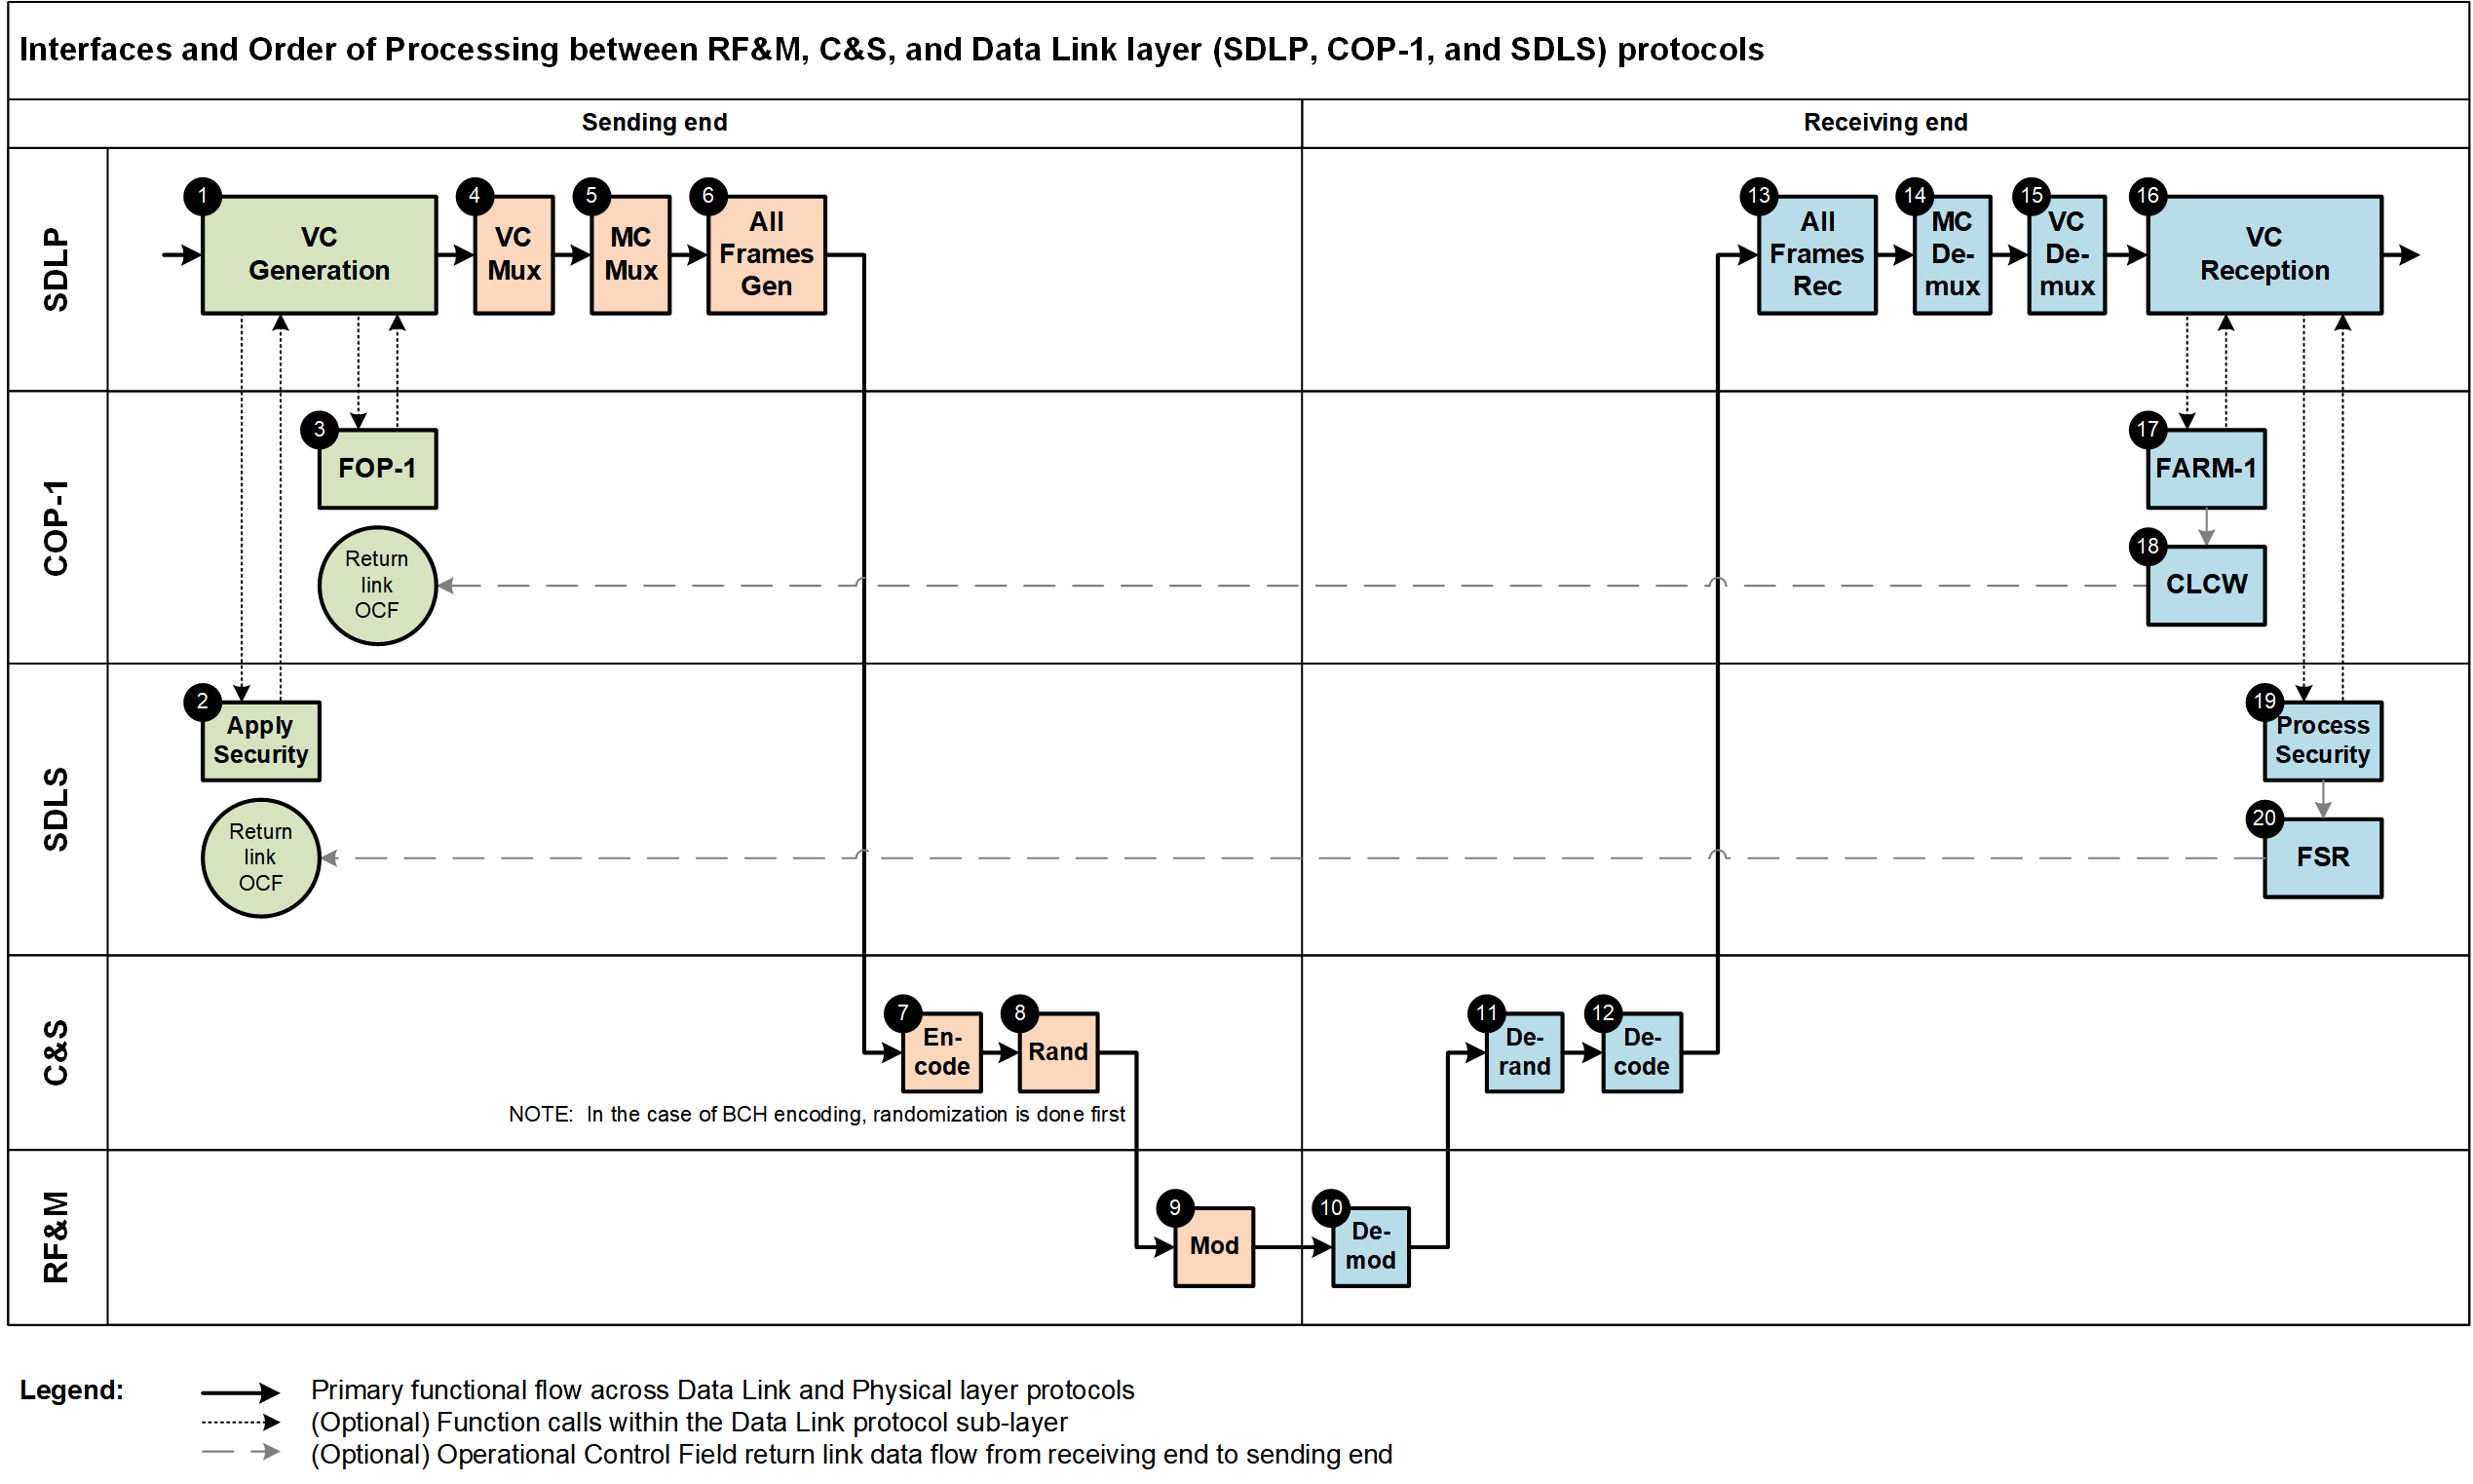 Interfaces and Order of Processing between RF&M, C&S, and Data Link layer (SDLP, COP-1, and SDLS) protocols
Sending end
Receiving end
SDLP
1
VC
Generation
4
VC
Mux
5
MC
Mux
6
All
Frames
Gen
13
All
Frames
Rec
14
MC
De-
mux
15
VC
De-
mux
16
VC
Reception
COP-1
3
FOP-1
Return
link
OCF
17
FARM-1
18
CLCW
SDLS
2
Apply
Security
Return
link
OCF
19
Process
Security
20
FSR
C&S
7
En-
code
8
Rand
NOTE: In the case of BCH encoding, randomization is done first
11
De-
rand
12
De-
code
RF&M
9
Mod
10
De-
mod
Legend:
Primary functional flow across Data Link and Physical layer protocols
(Optional) Function calls within the Data Link protocol sub-layer
(Optional) Operational Control Field return link data flow from receiving end to sending end